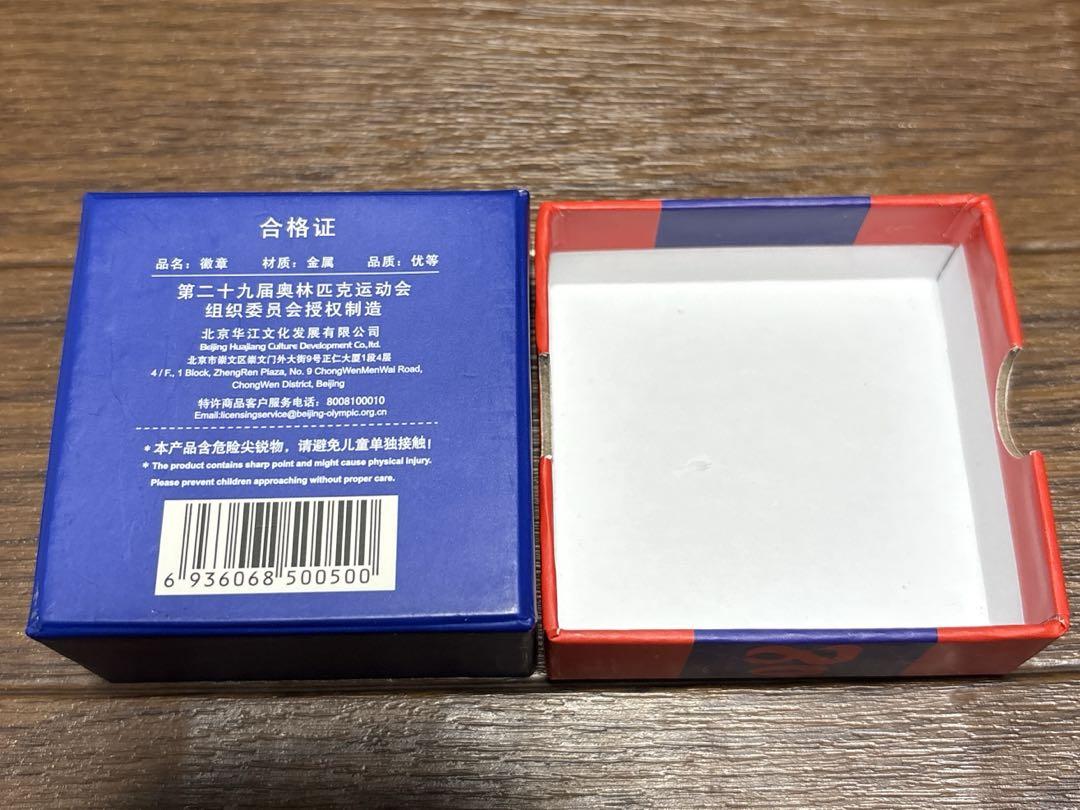 合格证
品名：徽章 材质：金属 品质：优等
第二十九届奥林匹克运动会
组织委员会授权制造
北京华江文化发展有限公司
Beijing Huajiang Culture Development Co,ltd.
北京市崇文区崇文门外大街9号正仁大厦1段4层
4 / F., 1 Block, ZhengRen Plaza, No. 9 ChongWenMenWai Road,
ChongWen District, Beijing
特许商品客户服务电话：8008100010
Email:licensingservice@beijing-olympic.org.cn
*本产品含危险尖锐物，请避免儿童单独接触！
* The product contains sharp point and might cause physical injury.
Please prevent children approaching without proper care.
6 936068 500500